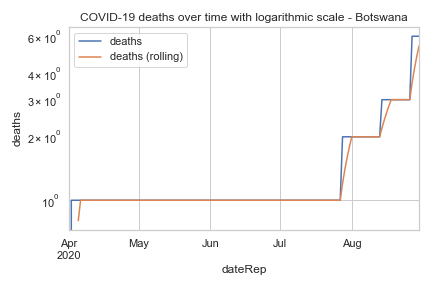 COVID-19 deaths over time with logarithmic scale - Botswana
deaths
deaths (rolling)
6 × 10⁰
4 × 10⁰
3 × 10⁰
2 × 10⁰
10⁰
deaths
Apr
2020
May
Jun
Jul
Aug
dateRep